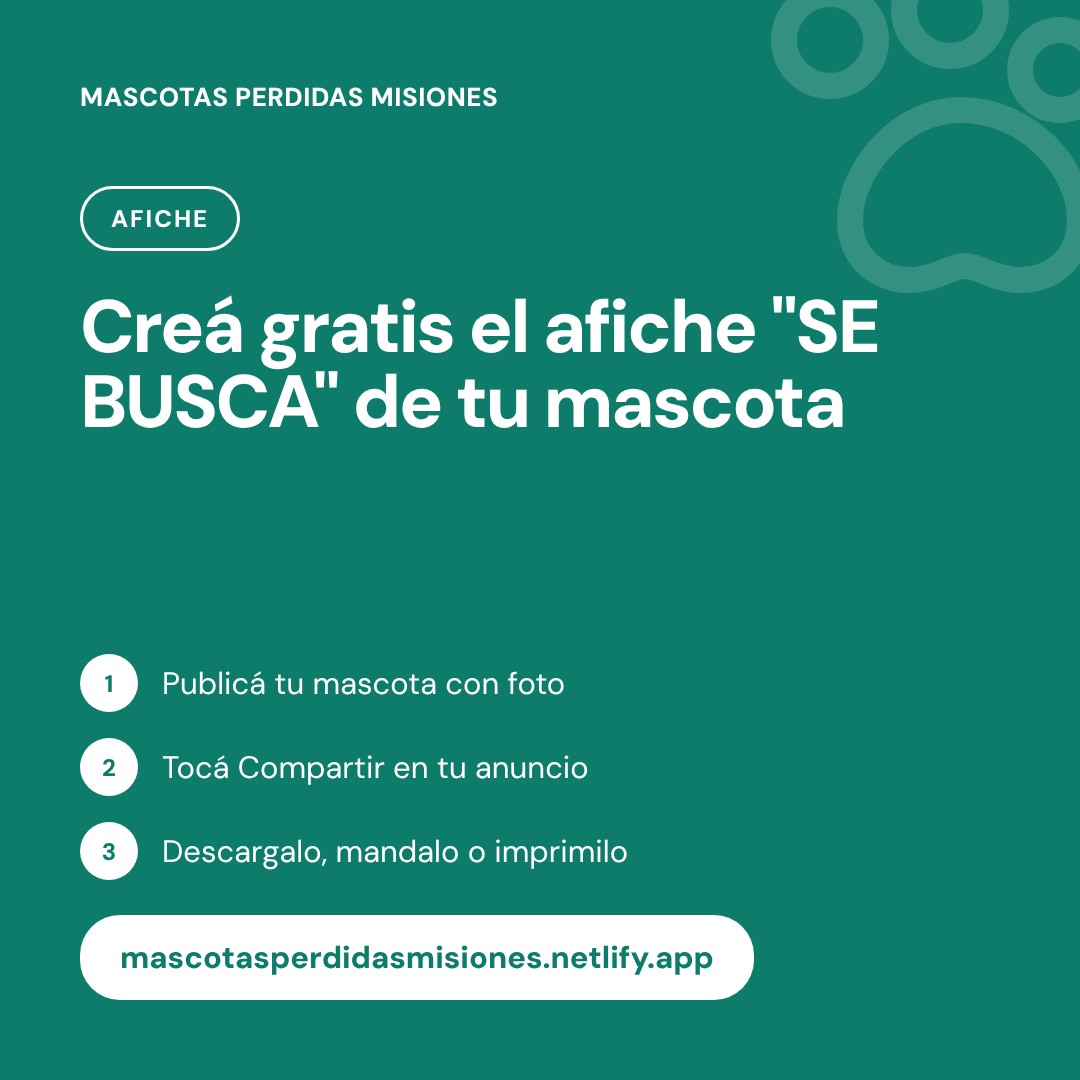 MASCOTAS PERDIDAS MISIONES
AFICHE
Creá gratis el afiche "SE
BUSCA" de tu mascota
1 Publicá tu mascota con foto
2 Tocá Compartir en tu anuncio
3 Descargalo, mandalo o imprimilo
mascotasperdidasmisiones.netlify.app